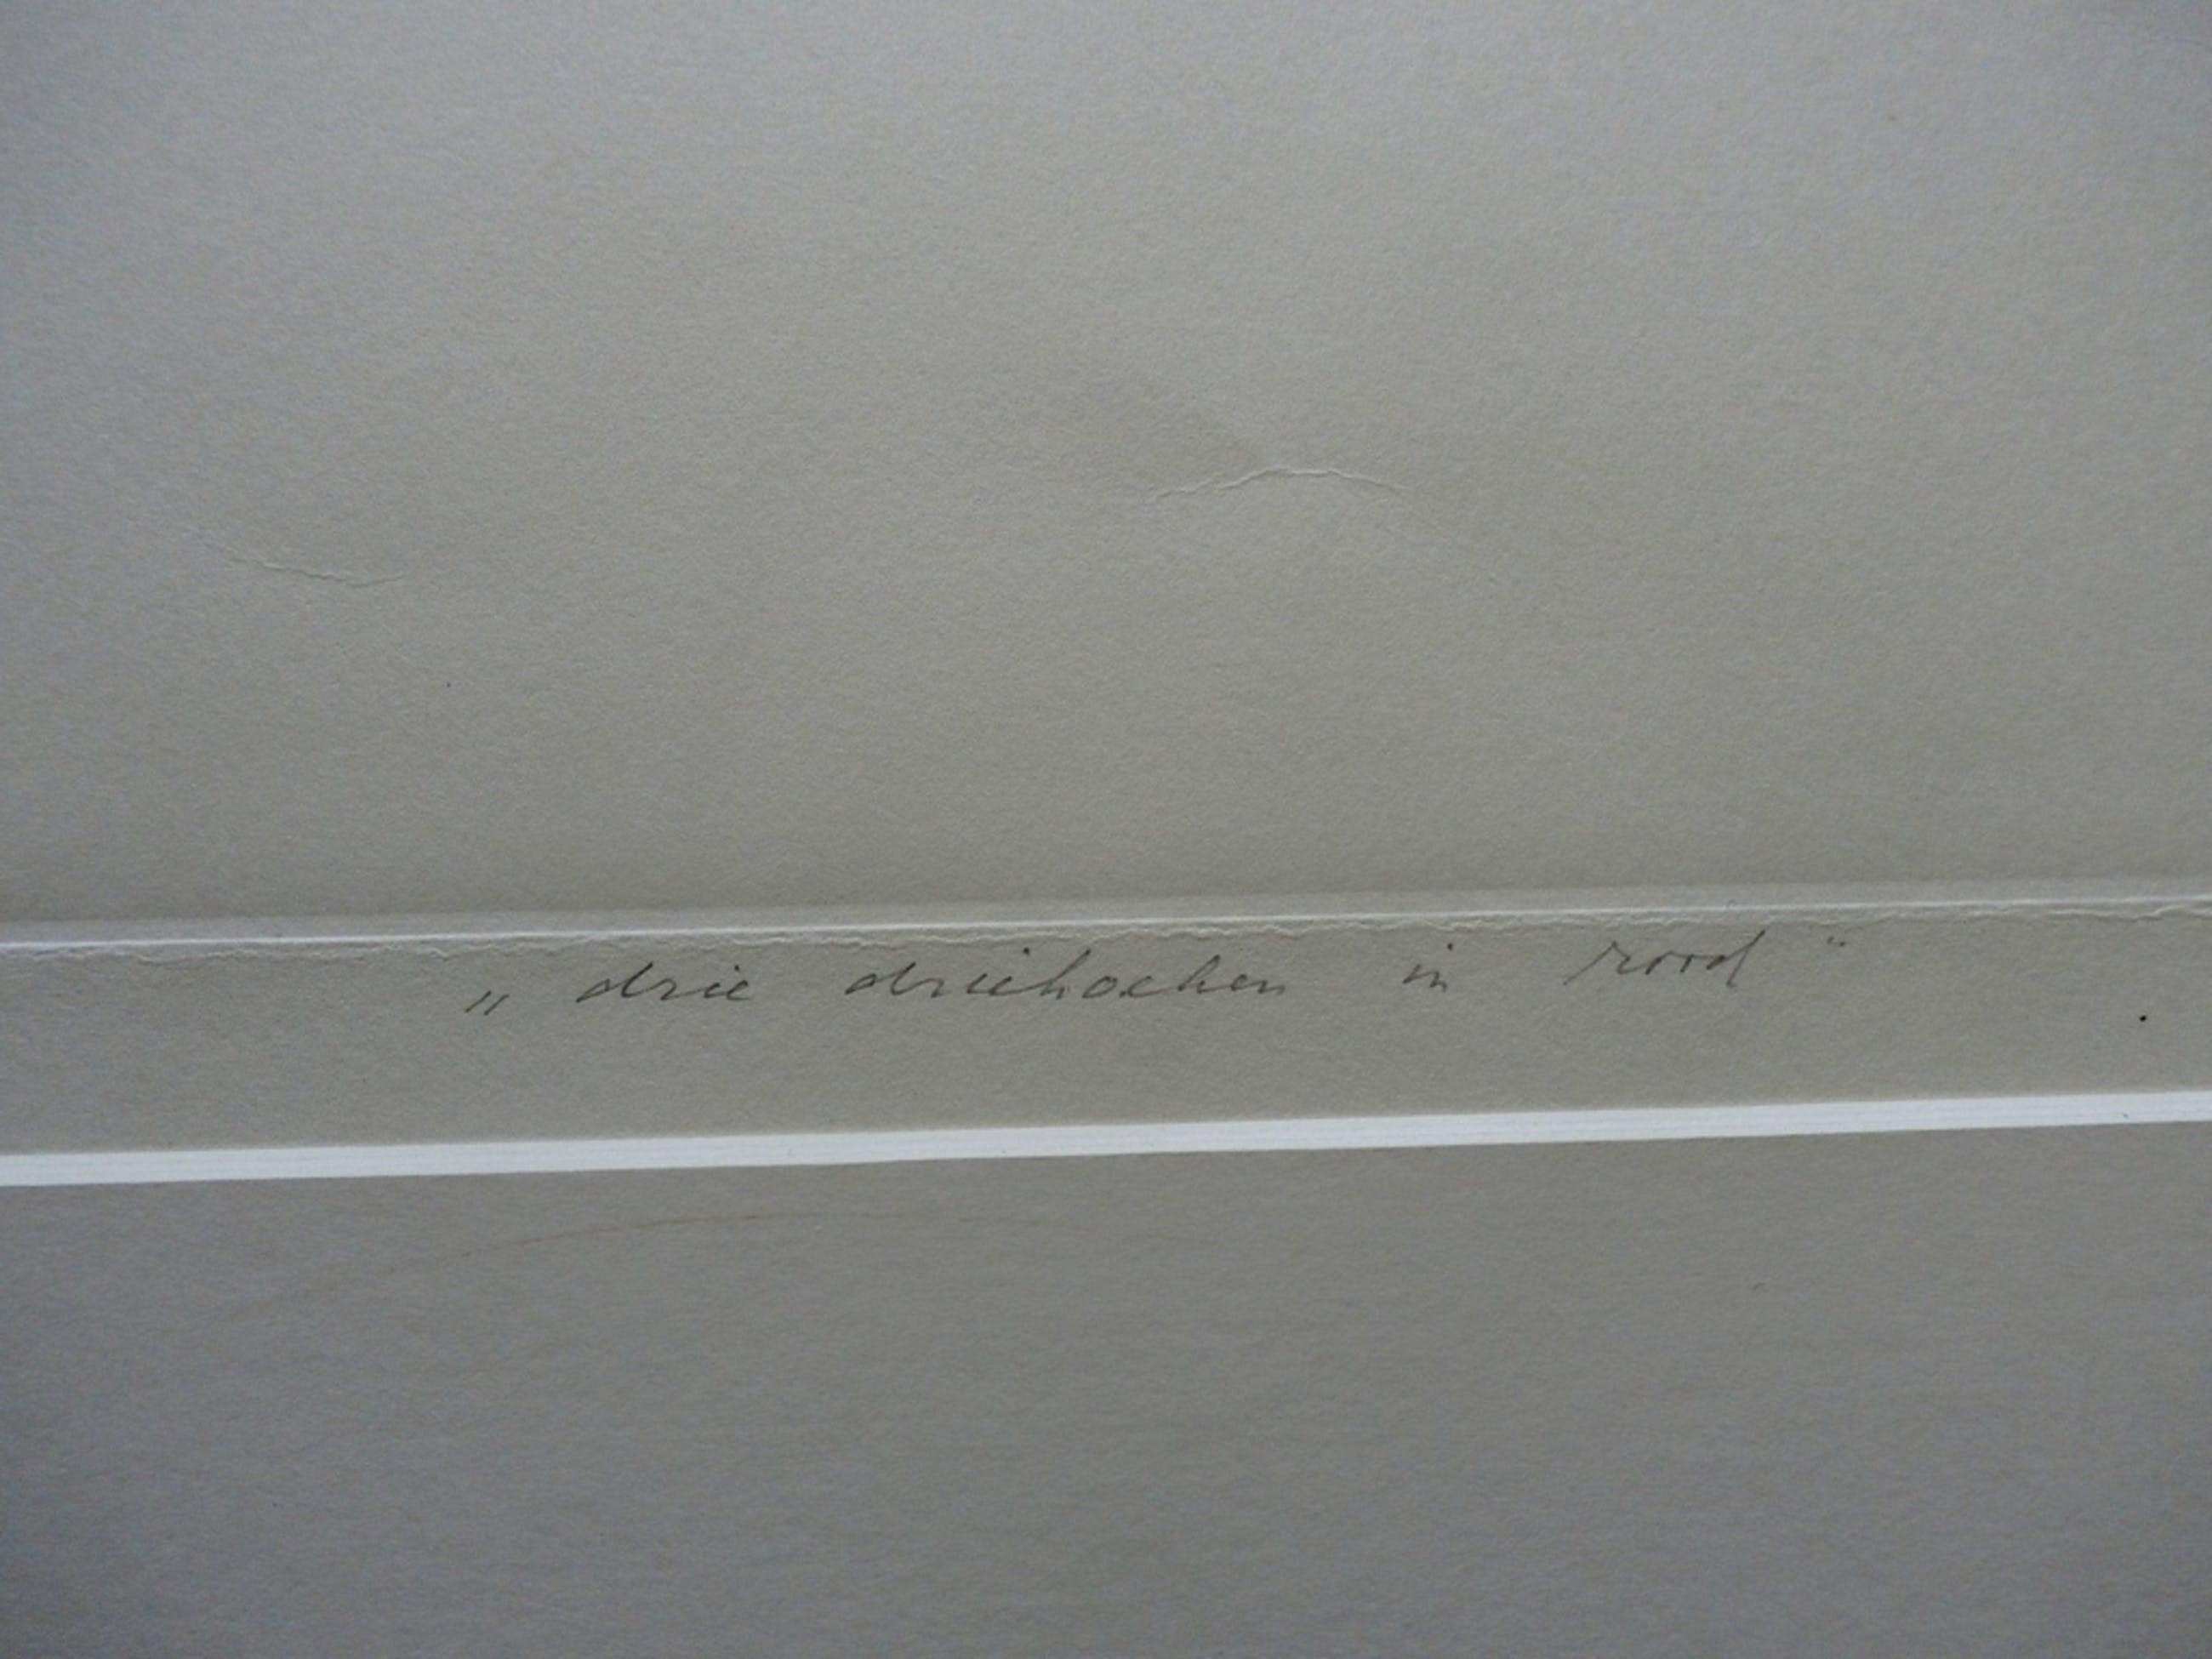 „ drie driehoeken in rood "